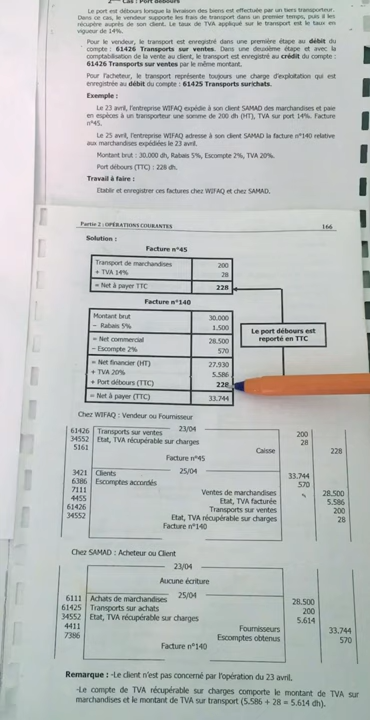 2ème Cas : Port débours
Le port est débours lorsque la livraison des biens est effectuée par un tiers transporteur.
Dans ce cas, le vendeur supporte les frais de transport dans un premier temps, puis il les
récupère auprès de son client. Le taux de TVA appliqué sur le transport est le taux en
vigueur de 14%.
Pour le vendeur, le transport est enregistré dans une première étape au débit du
compte : 61426 Transports sur ventes. Dans une deuxième étape et avec la
comptabilisation de la vente au client, le transport est enregistré au crédit du compte :
61426 Transports sur ventes par le même montant.
Pour l'acheteur, le transport représente toujours une charge d'exploitation qui est
enregistrée au débit du compte : 61425 Transports surichats.
Exemple :
Le 23 avril, l'entreprise WIFAQ expédie à son client SAMAD des marchandises et paie
en espèces à un transporteur une somme de 200 dh (HT), TVA sur port 14%. Facture
n°45.
Le 25 avril, l'entreprise WIFAQ adresse à son client SAMAD la facture n°140 relative
aux marchandises expédiées le 23 avril.
Montant brut : 30.000 dh, Rabais 5%, Escompte 2%, TVA 20%.
Port débours (TTC) : 228 dh.
Travail à faire :
Etablir et enregistrer ces factures chez WIFAQ et chez SAMAD.
Partie 2 : OPÉRATIONS COURANTES 166
Solution :
Facture n°45
Transport de marchandises 200
+ TVA 14% 28
= Net à payer TTC 228
Facture n°140
Montant brut 30.000
− Rabais 5% 1.500
= Net commercial 28.500
− Escompte 2% 570
= Net financier (HT) 27.930
+ TVA 20% 5.586
+ Port débours (TTC) 228
= Net à payer (TTC) 33.744
Le port débours est
reporté en TTC
Chez WIFAQ : Vendeur ou Fournisseur
23/04
61426 Transports sur ventes 200
34552 Etat, TVA récupérable sur charges 28
5161 Caisse 228
Facture n°45
25/04
3421 Clients 33.744
6386 Escomptes accordés 570
7111 Ventes de marchandises 28.500
4455 Etat, TVA facturée 5.586
61426 Transports sur ventes 200
34552 Etat, TVA récupérable sur charges 28
Facture n°140
Chez SAMAD : Acheteur ou Client
23/04
Aucune écriture
25/04
6111 Achats de marchandises 28.500
61425 Transports sur achats 200
34552 Etat, TVA récupérable sur charges 5.614
4411 Fournisseurs 33.744
7386 Escomptes obtenus 570
Facture n°140
Remarque : -Le client n'est pas concerné par l'opération du 23 avril.
-Le compte de TVA récupérable sur charges comporte le montant de TVA sur
marchandises et le montant de TVA sur transport (5.586 + 28 = 5.614 dh).